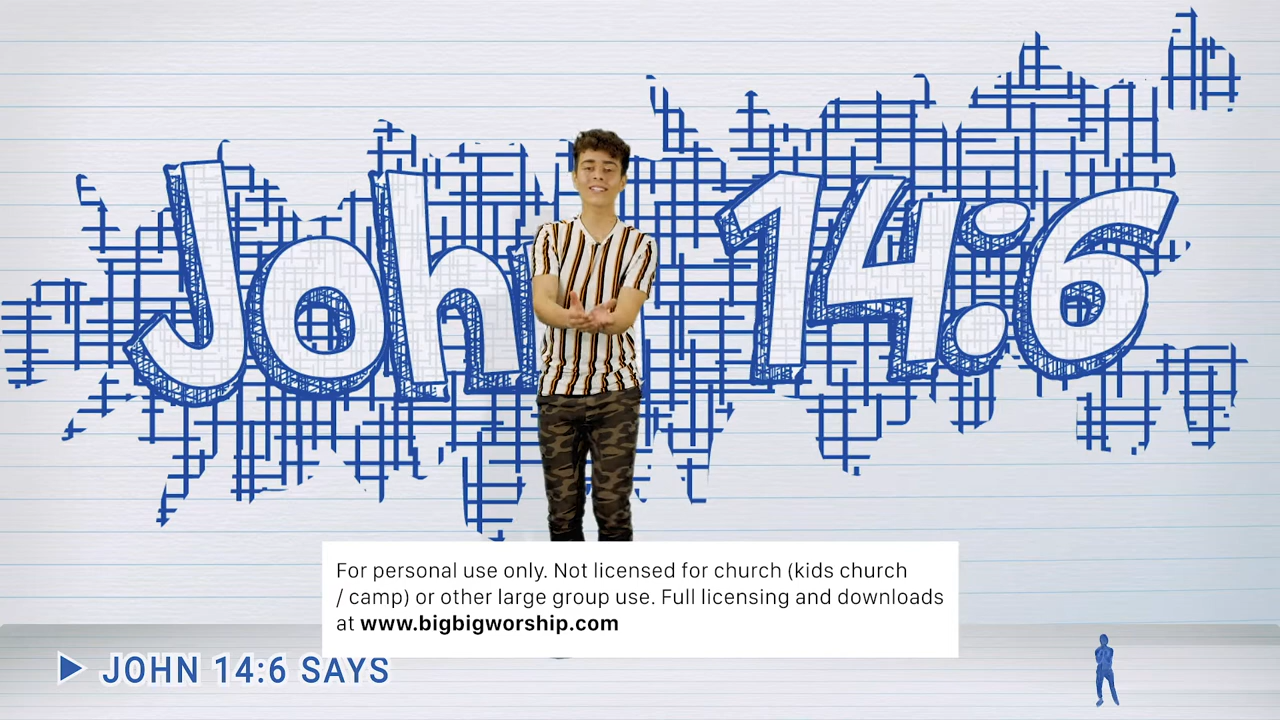 John 14:6
For personal use only. Not licensed for church (kids church
/ camp) or other large group use. Full licensing and downloads
at www.bigbigworship.com
JOHN 14:6 SAYS